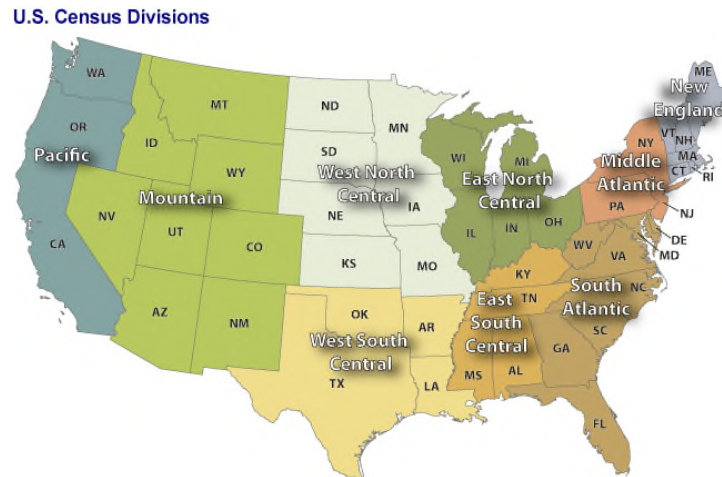 U.S. Census Divisions
ME
WA
New
England
MT
ND
MN
VT
NH
OR
NY
MA
ID
SD
WI
MI
CT
RI
Pacific
WY
West North
Central
East North
Central
Middle
Atlantic
Mountain
IA
PA
NJ
NV
NE
IL
IN
OH
DE
UT
CO
WV
VA
MD
CA
KS
MO
KY
NC
East
South
Central
TN
South
Atlantic
AZ
NM
OK
AR
SC
West South
Central
GA
MS
AL
TX
LA
FL